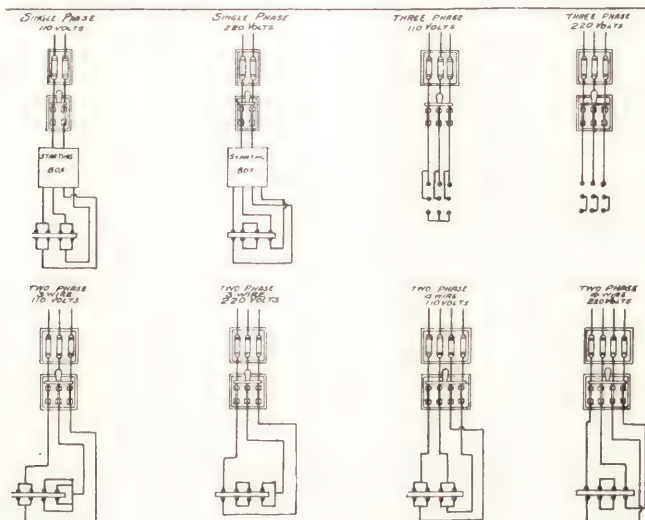 SINGLE PHASE
110 VOLTS
SINGLE PHASE
220 VOLTS
THREE PHASE
110 VOLTS
THREE PHASE
220 VOLTS
STARTING
BOX
BOX
TWO PHASE
3 WIRE
110 VOLTS
TWO PHASE
3 WIRE
220 VOLTS
TWO PHASE
4 WIRE
110 VOLTS
TWO PHASE
4 WIRE
220 VOLTS